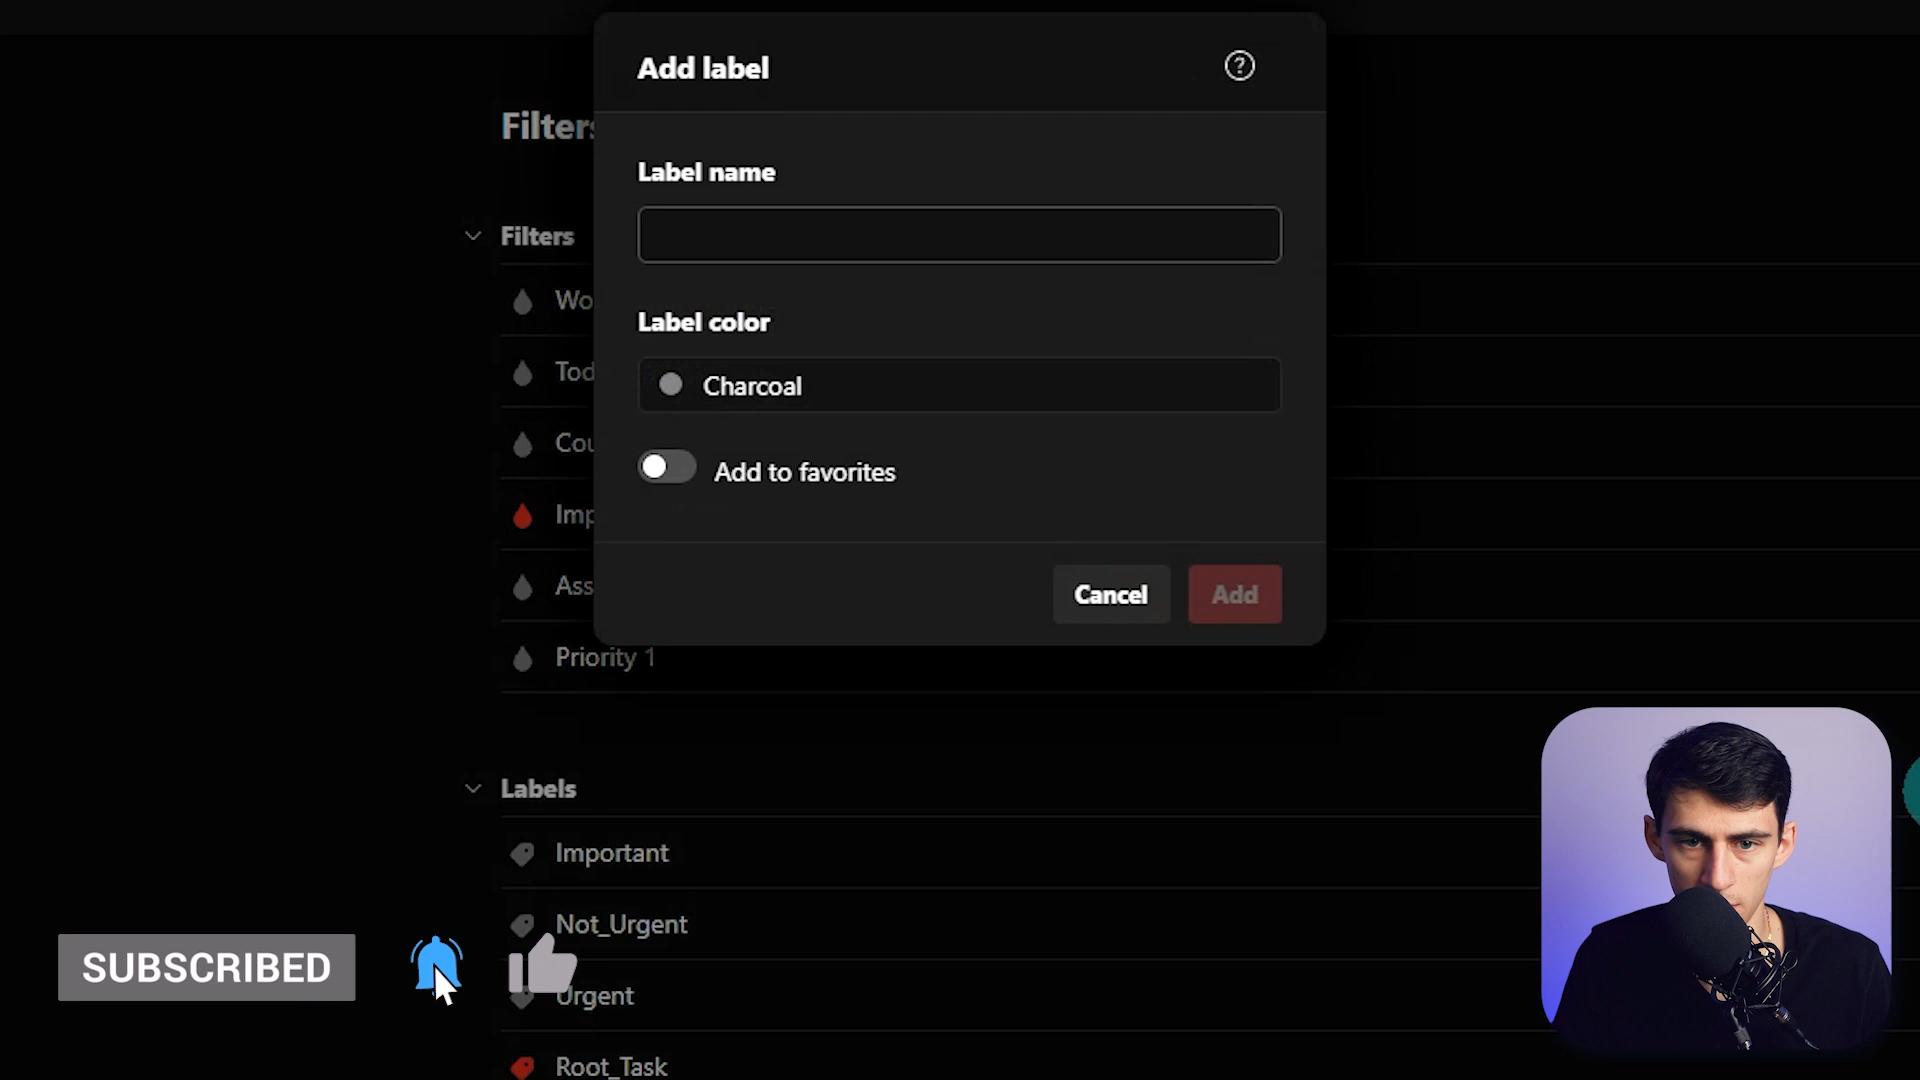 Add label
Filters
Label name
Filters
Wo
Label color
Tod
Charcoal
Cou
Add to favorites
Imp
Ass
Cancel
Add
Priority 1
Labels
Important
Not_Urgent
SUBSCRIBED
Urgent
Root_Task